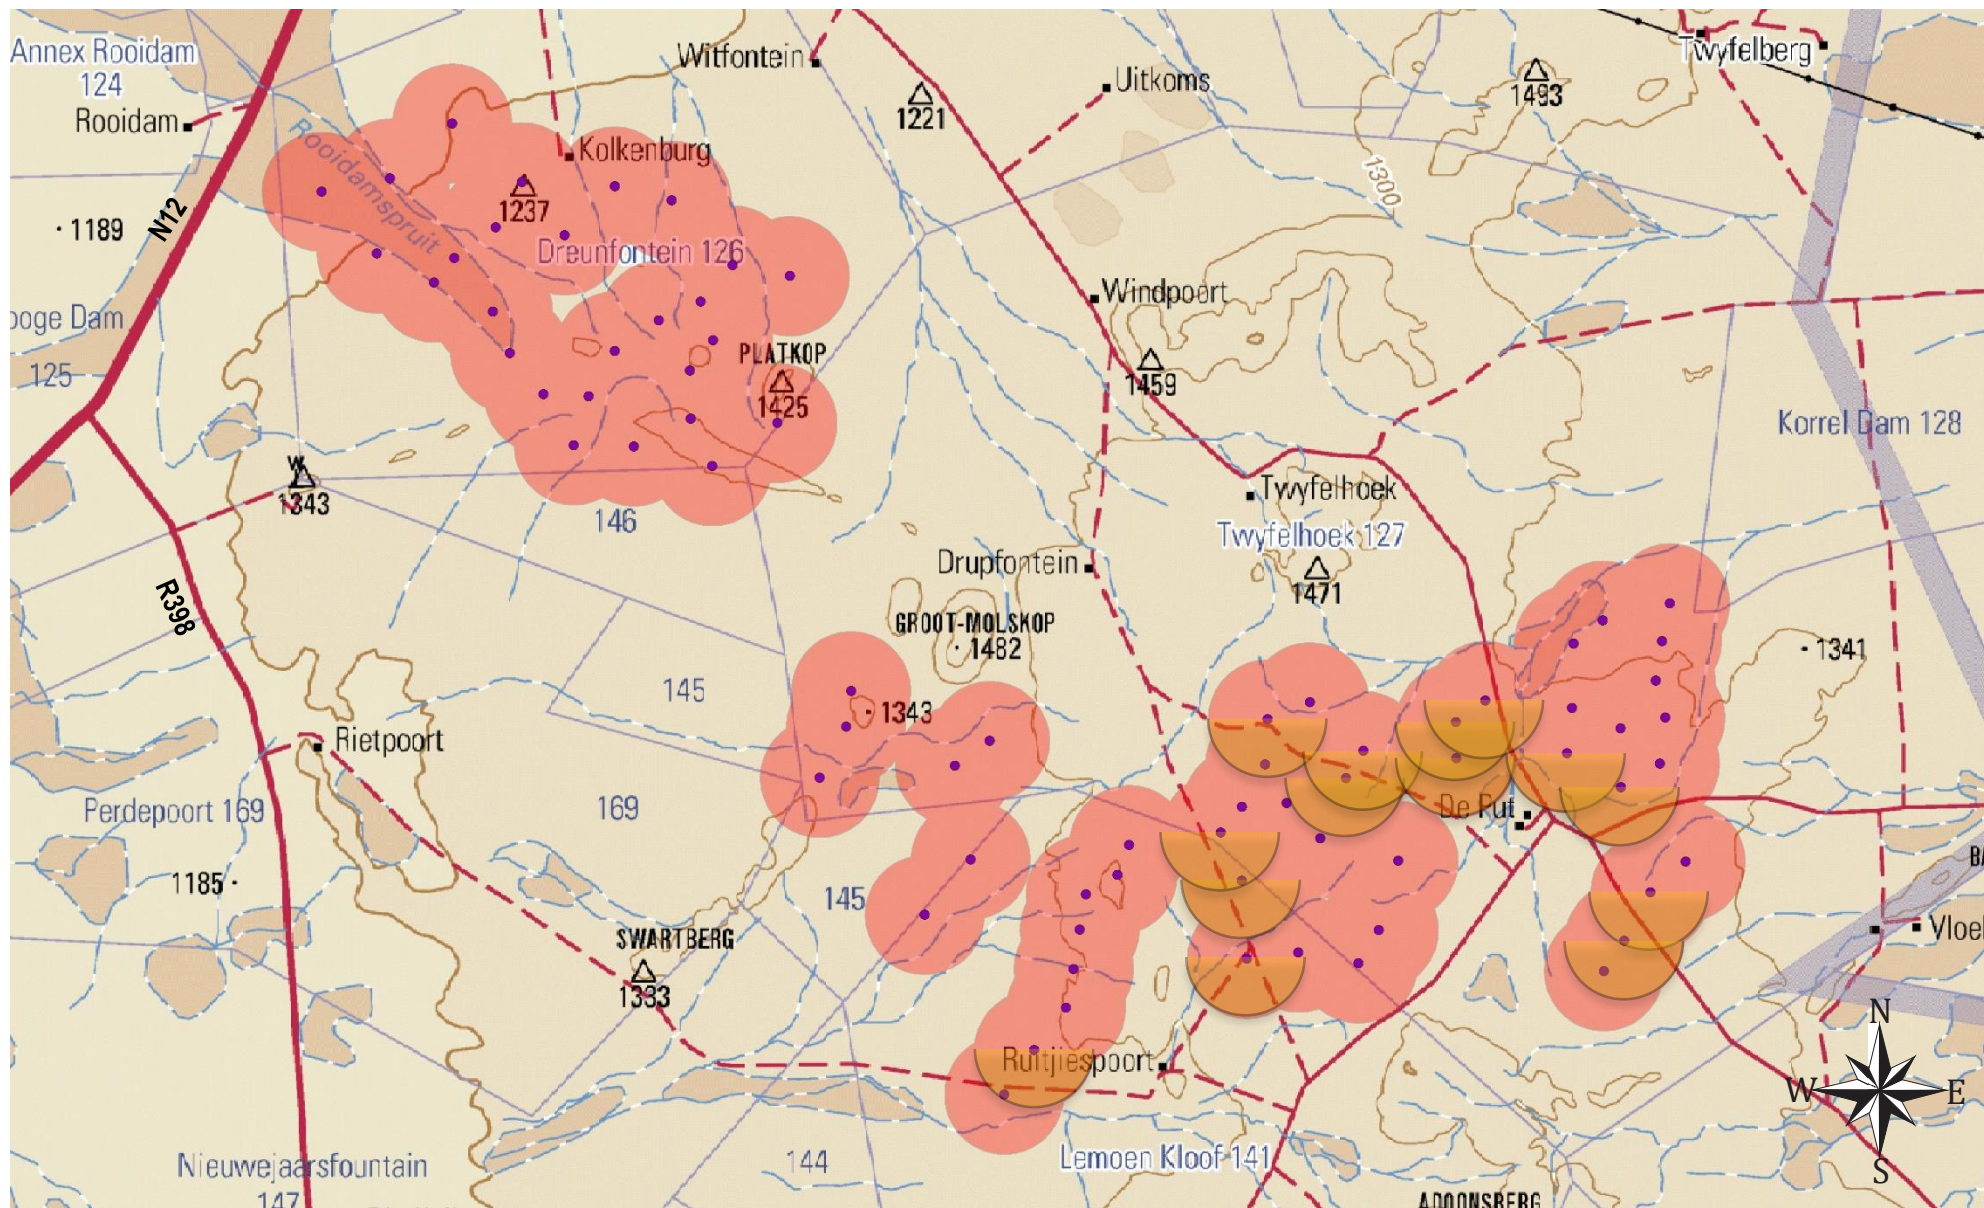 Annex Rooidam
124
Rooidam
Witfontein
1221
Uitkoms
1493
Twyfelberg
Kolkenburg
1237
Rooidamspruit
1300
1189
N12
Dreunfontein 126
Windpoort
ooge Dam
125
PLATKOP
1425
1459
Korrel Dam 128
W
1343
146
Twyfelhoek
Twyfelhoek 127
1471
Drupfontein
R398
GROOT-MOLSKOP
1482
1341
145
1343
Rietpoort
Perdepoort 169
169
De Put
1185
145
BA
SWARTBERG
1333
Vloe
N
Ruitjiespoort
W
E
Nieuwejaarsfountain
147
144
Lemoen Kloof 141
S
ADOONSBERG